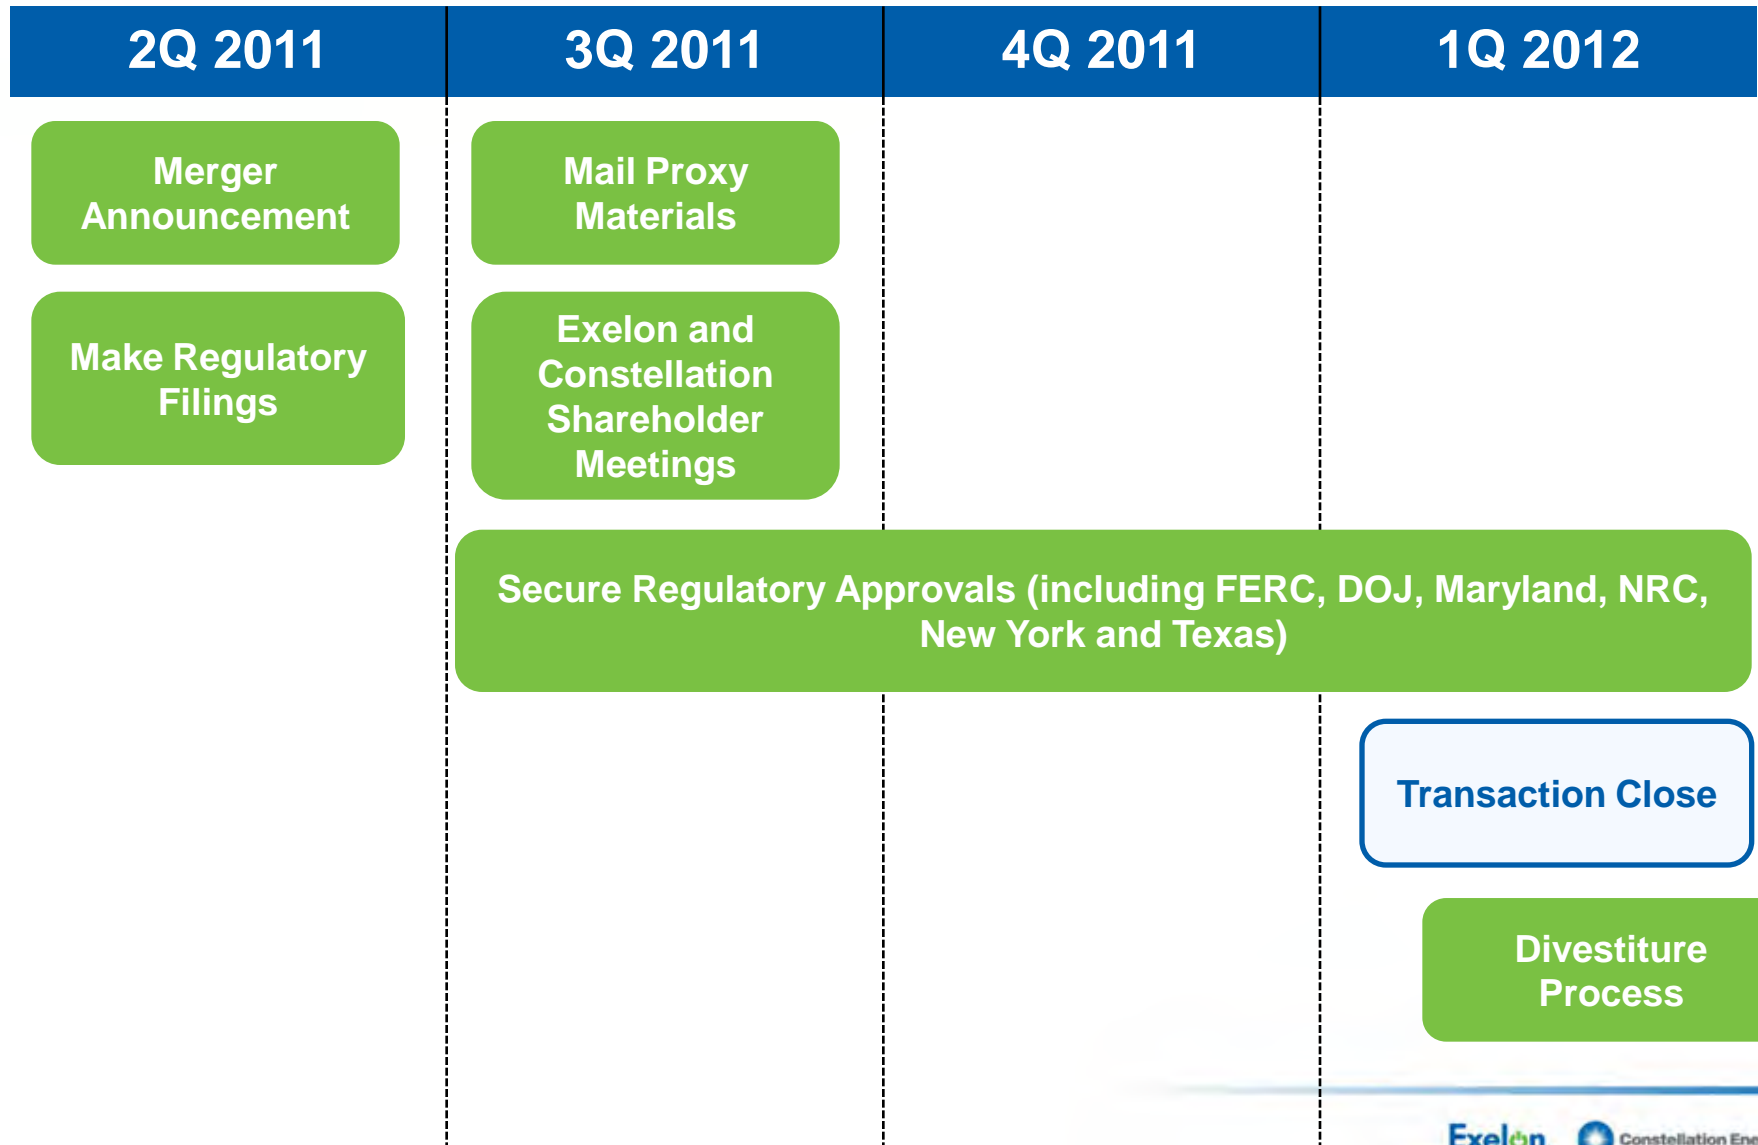 2Q 2011
3Q 2011
4Q 2011
1Q 2012
Merger
Announcement
Mail Proxy
Materials
Make Regulatory
Filings
Exelon and
Constellation
Shareholder
Meetings
Secure Regulatory Approvals (including FERC, DOJ, Maryland, NRC,
New York and Texas)
Transaction Close
Divestiture
Process
Exelon
Constellation Ene